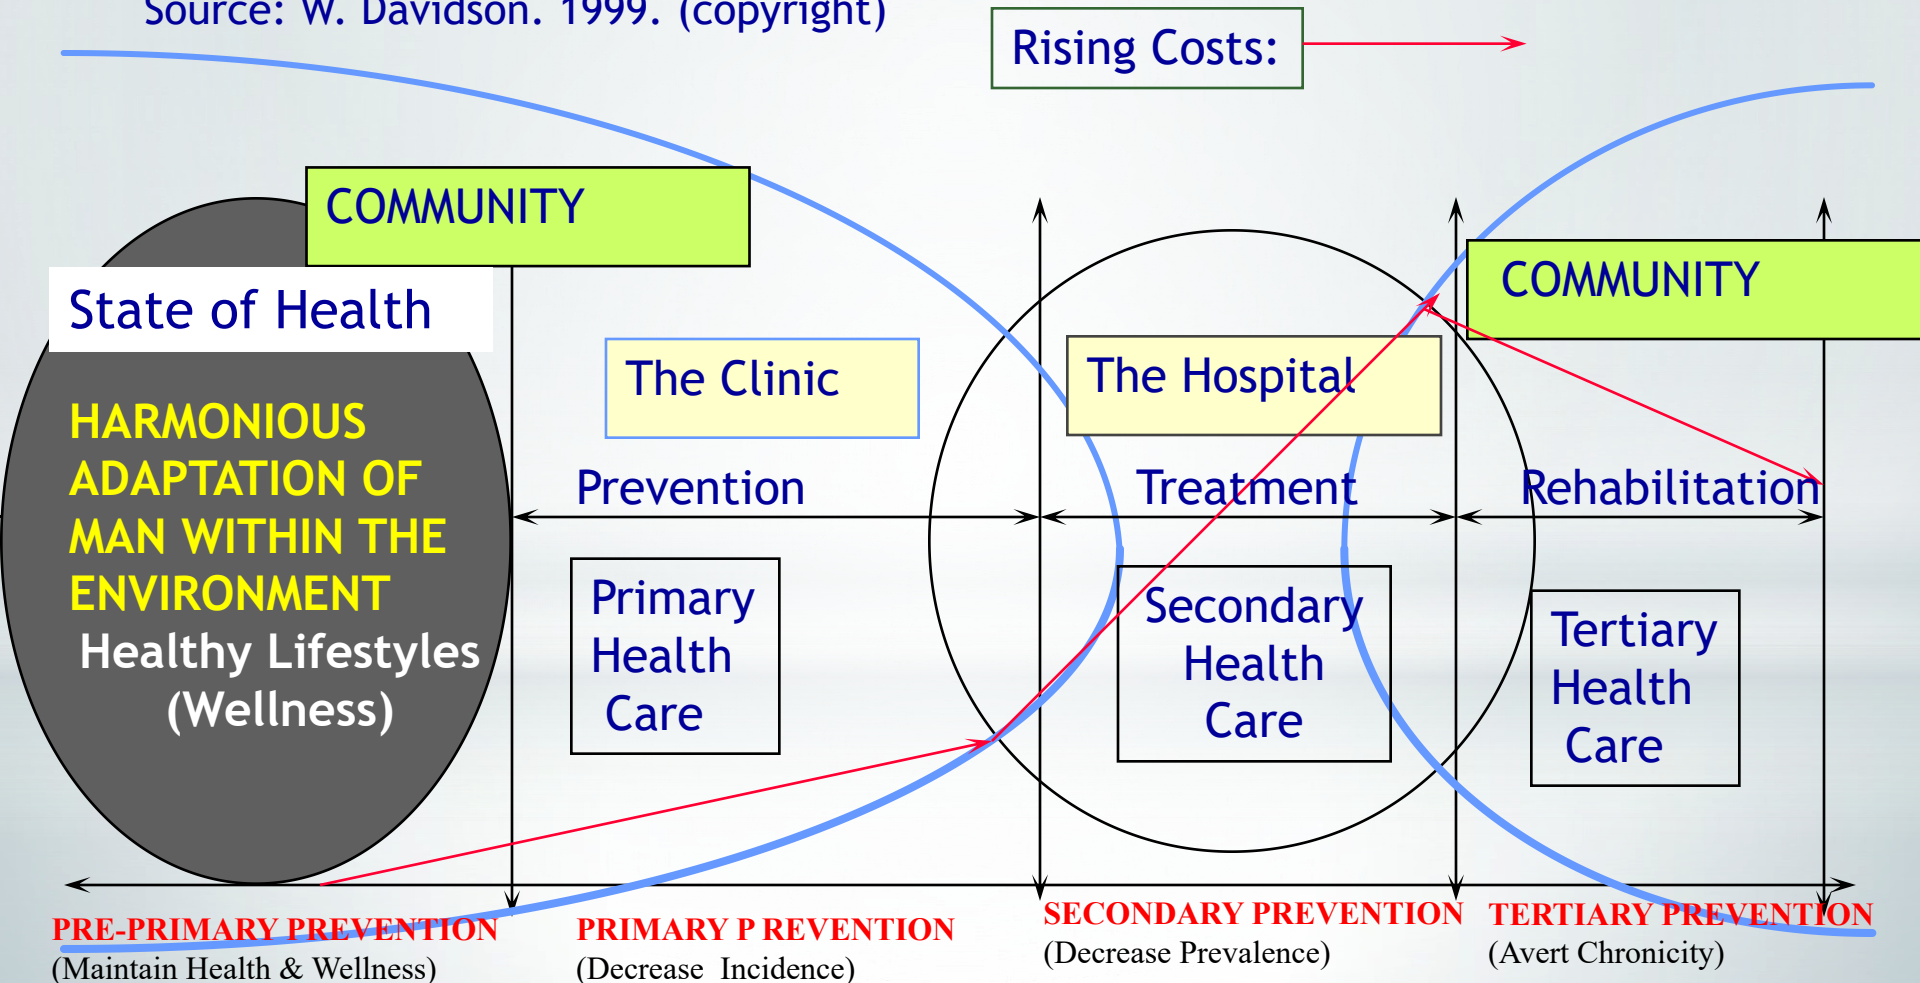 Source: W. Davidson. 1999. (copyright)
Rising Costs:
COMMUNITY
COMMUNITY
State of Health
The Clinic
The Hospital
HARMONIOUS
ADAPTATION OF
MAN WITHIN THE
ENVIRONMENT
Healthy Lifestyles
(Wellness)
Prevention
Treatment
Rehabilitation
Primary
Health
Care
Secondary
Health
Care
Tertiary
Health
Care
PRE-PRIMARY PREVENTION
(Maintain Health & Wellness)
PRIMARY P REVENTION
(Decrease  Incidence)
SECONDARY PREVENTION
(Decrease Prevalence)
TERTIARY PREVENTION
(Avert Chronicity)